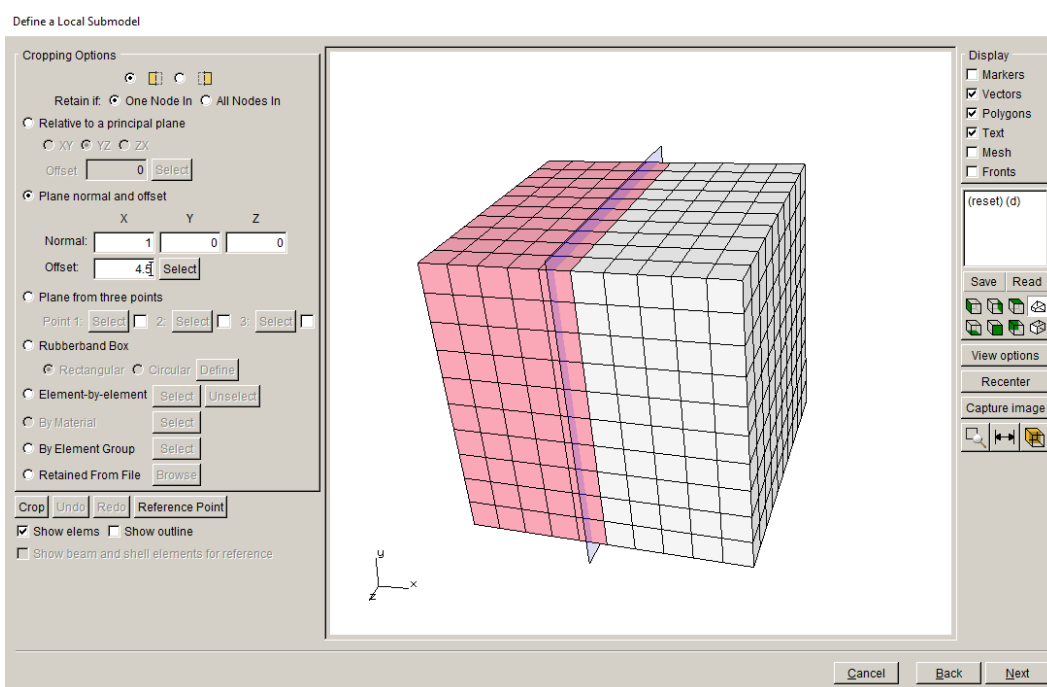 Define a Local Submodel
Cropping Options
Retain if: One Node In All Nodes In
Relative to a principal plane
XY YZ ZX
Offset 0 Select
Plane normal and offset
X Y Z
Normal: 1 0 0
Offset: 4.5 Select
Plane from three points
Point 1: Select 2: Select 3: Select
Rubberband Box
Rectangular Circular Define
Element-by-element Select Unselect
By Material Select
By Element Group Select
Retained From File Browse
Crop Undo Redo Reference Point
Show elems Show outline
Show beam and shell elements for reference
y
x
z
Display
Markers
Vectors
Polygons
Text
Mesh
Fronts
(reset) (d)
Save Read
View options
Recenter
Capture image
Cancel Back Next